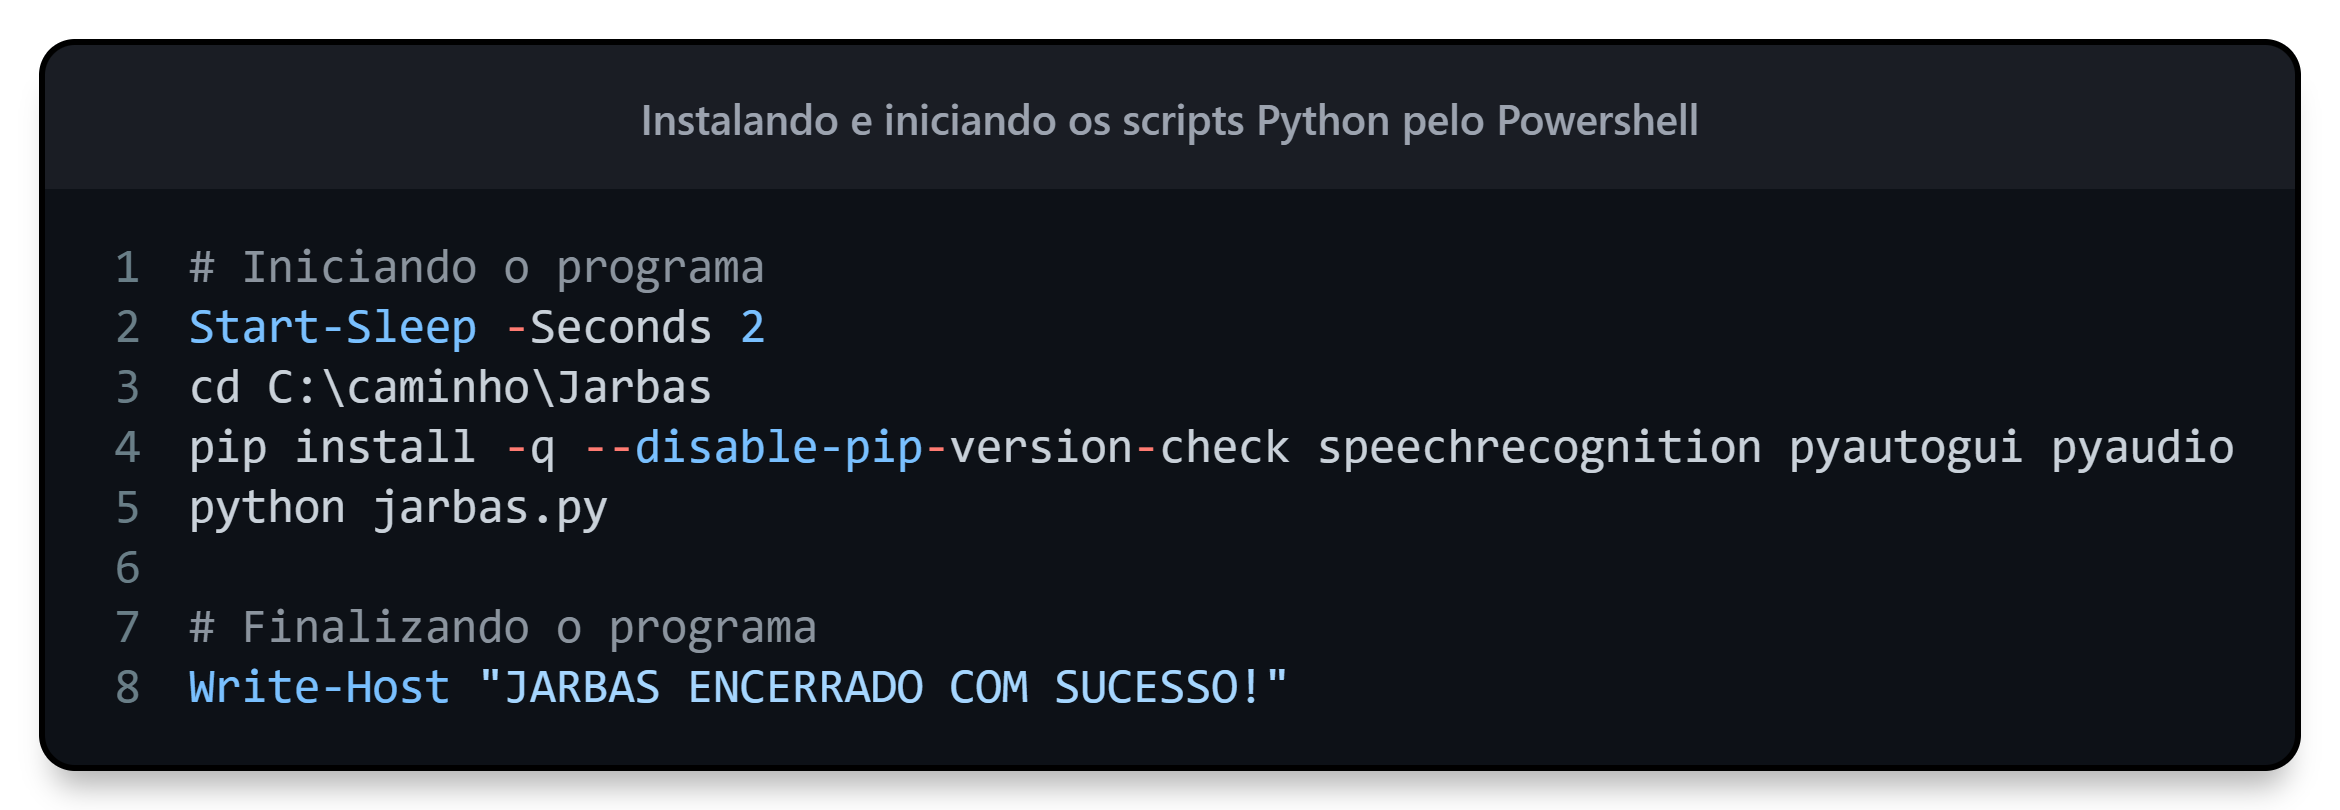 Instalando e iniciando os scripts Python pelo Powershell
1 # Iniciando o programa
2 Start-Sleep -Seconds 2
3 cd C:\caminho\Jarbas
4 pip install -q --disable-pip-version-check speechrecognition pyautogui pyaudio
5 python jarbas.py
6
7 # Finalizando o programa
8 Write-Host "JARBAS ENCERRADO COM SUCESSO!"